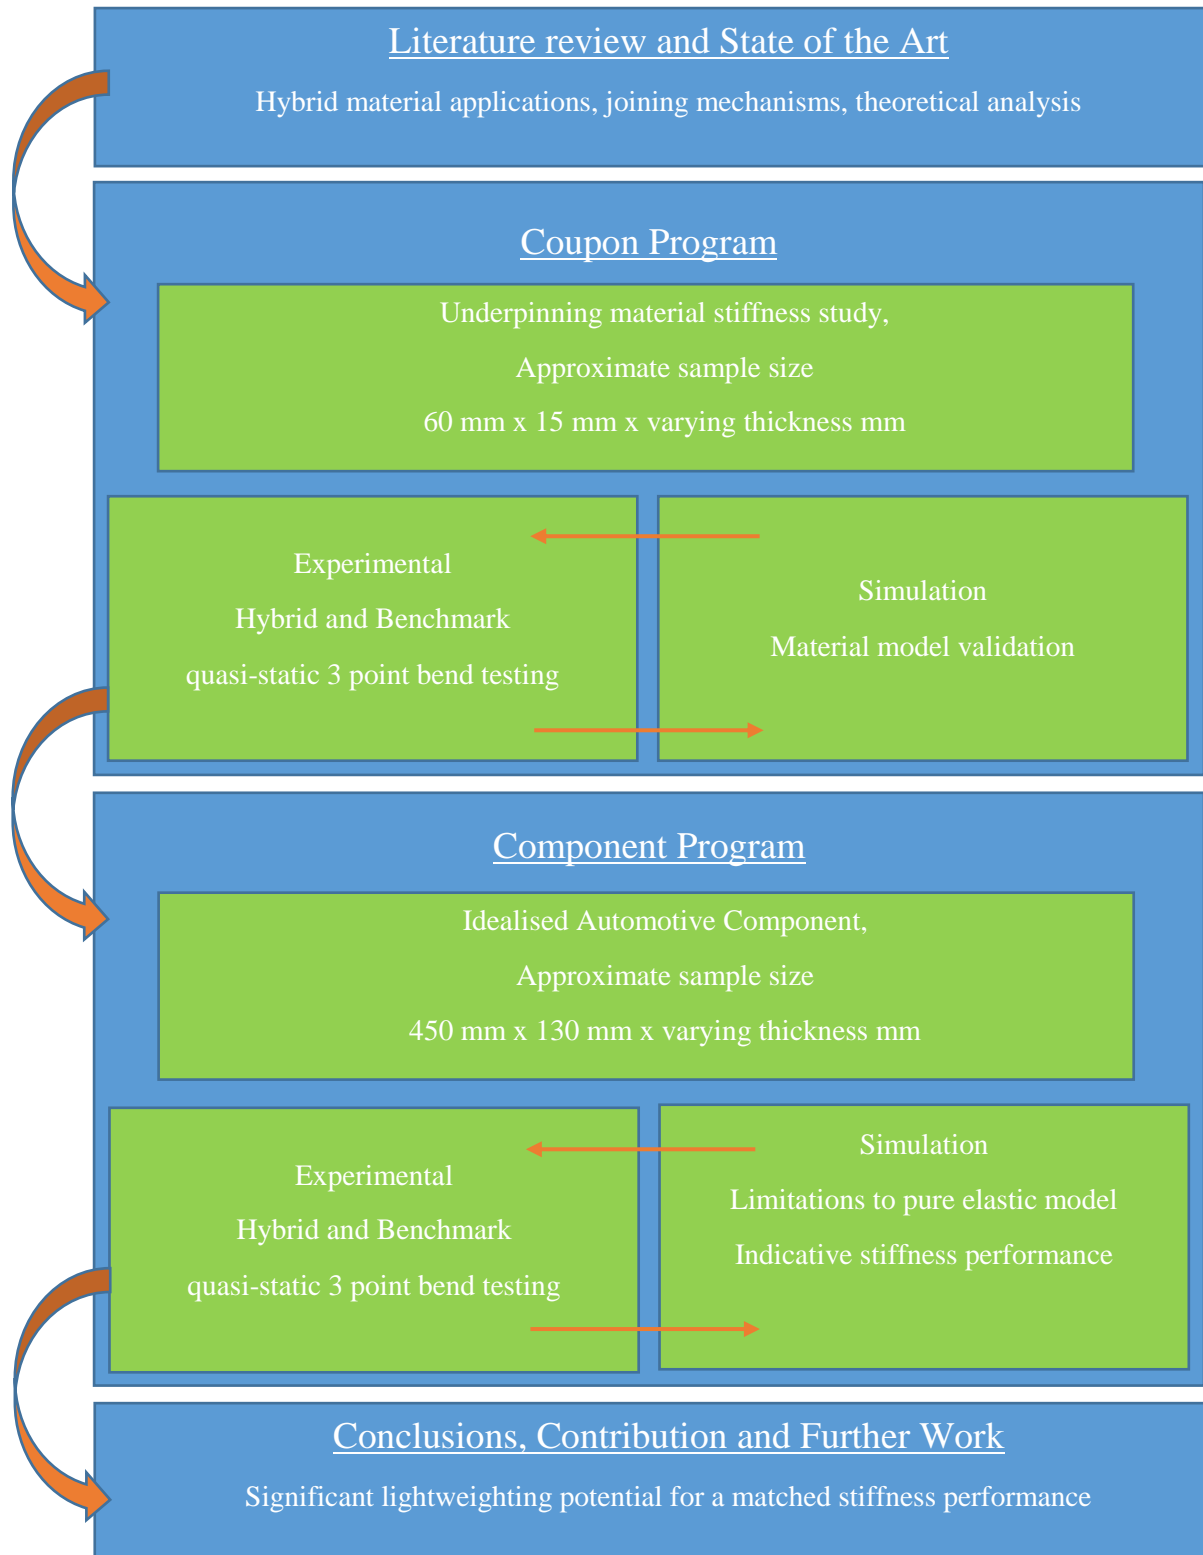 Literature review and State of the Art
Hybrid material applications, joining mechanisms, theoretical analysis
Coupon Program
Underpinning material stiffness study,
Approximate sample size
60 mm x 15 mm x varying thickness mm
Experimental
Hybrid and Benchmark
quasi-static 3 point bend testing
Simulation
Material model validation
Component Program
Idealised Automotive Component,
Approximate sample size
450 mm x 130 mm x varying thickness mm
Experimental
Hybrid and Benchmark
quasi-static 3 point bend testing
Simulation
Limitations to pure elastic model
Indicative stiffness performance
Conclusions, Contribution and Further Work
Significant lightweighting potential for a matched stiffness performance